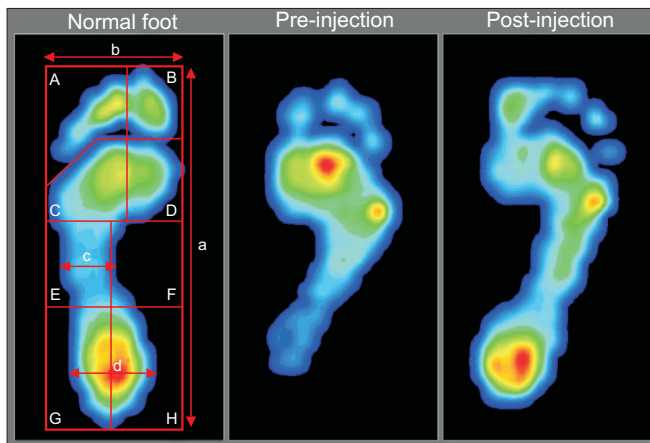 Normal foot
Pre-injection
Post-injection
b
A
B
C
D
a
c
E
F
d
G
H